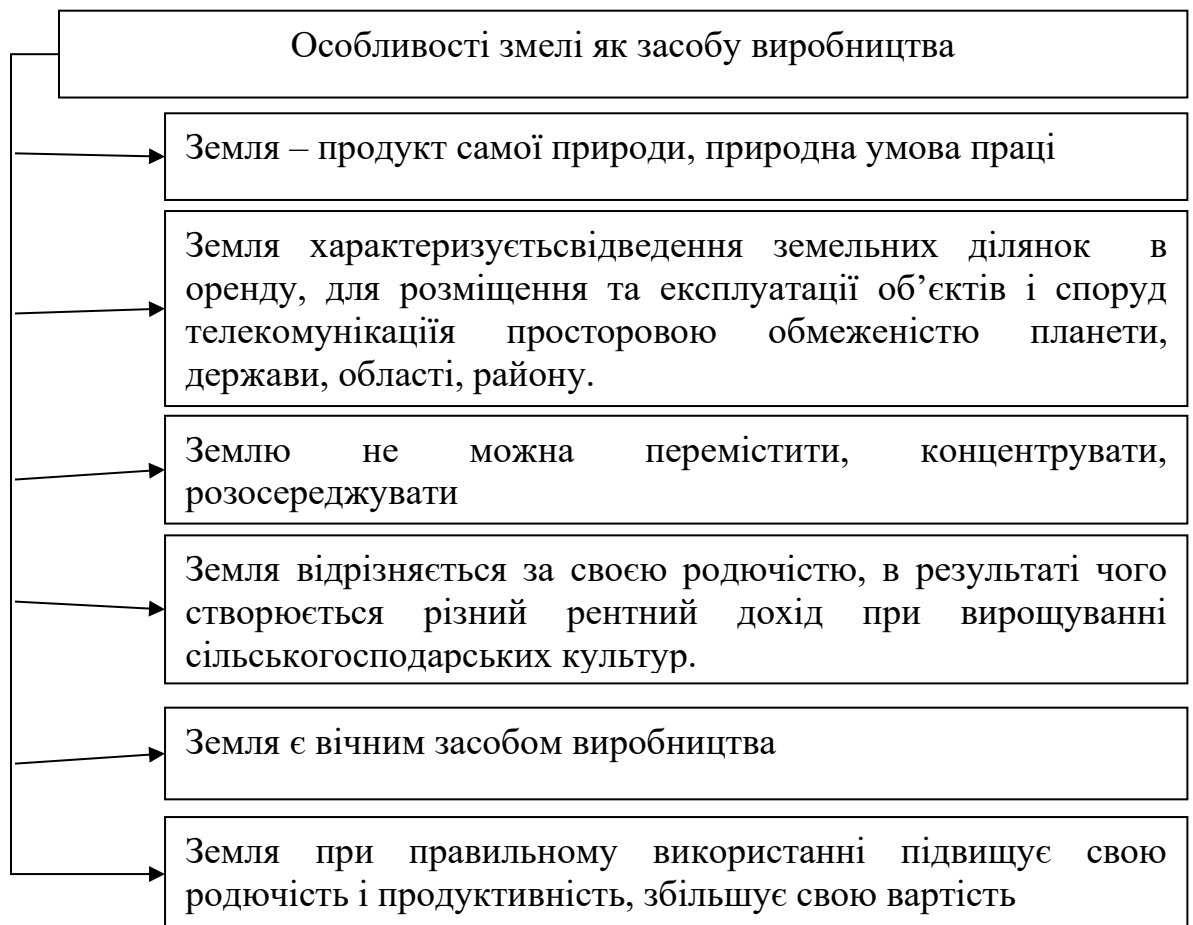 Особливості змелі як засобу виробництва
Земля – продукт самої природи, природна умова праці
Земля характеризуєтьсвідведення земельних ділянок в
оренду, для розміщення та експлуатації об’єктів і споруд
телекомунікаціїя просторовою обмеженістю планети,
держави, області, району.
Землю не можна перемістити, концентрувати,
розосереджувати
Земля відрізняється за своєю родючістю, в результаті чого
створюється різний рентний дохід при вирощуванні
сільськогосподарських культур.
Земля є вічним засобом виробництва
Земля при правильному використанні підвищує свою
родючість і продуктивність, збільшує свою вартість